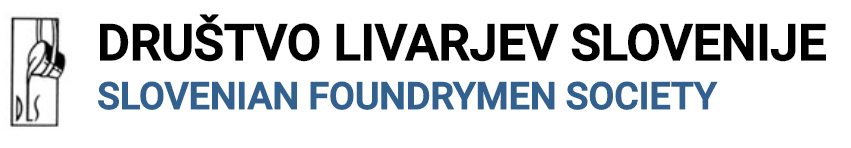 DRUŠTVO LIVARJEV SLOVENIJE
SLOVENIAN FOUNDRYMEN SOCIETY
DLS